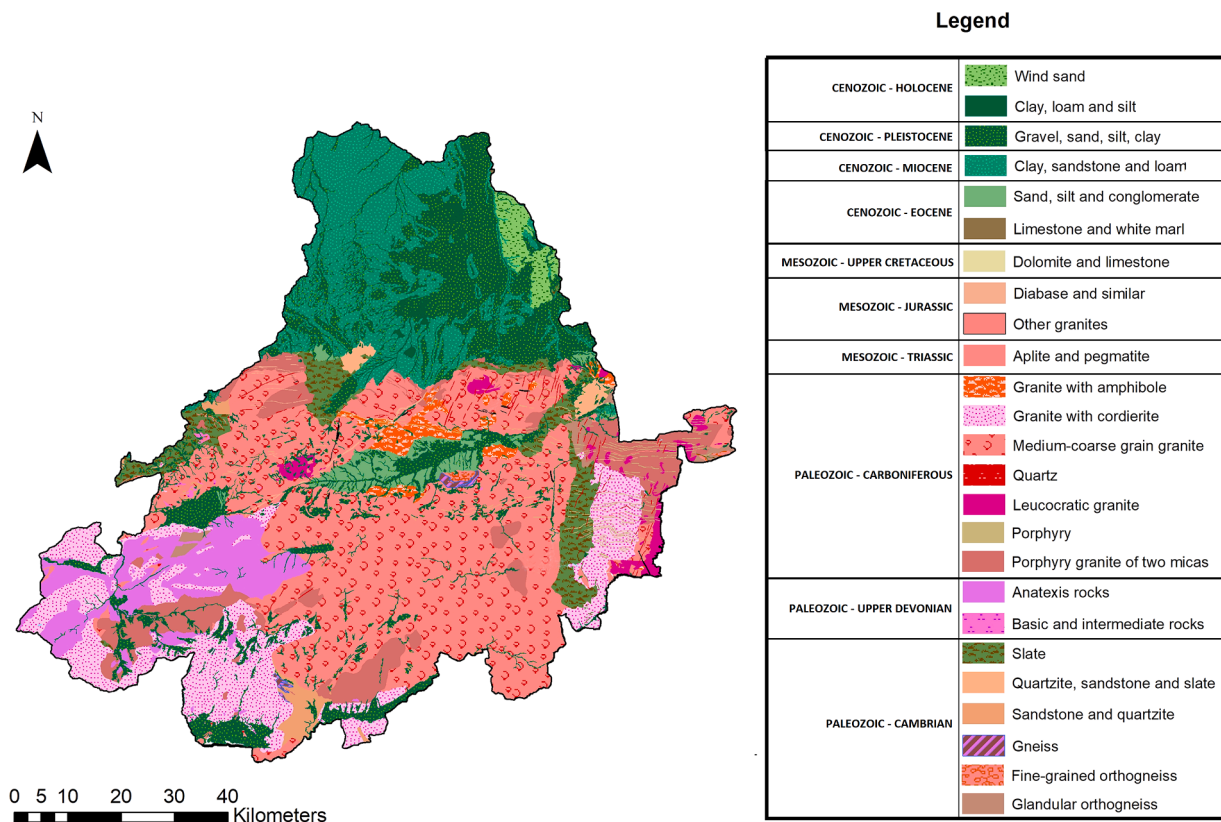 Legend
N
CENOZOIC - HOLOCENE
Wind sand
Clay, loam and silt
CENOZOIC - PLEISTOCENE
Gravel, sand, silt, clay
CENOZOIC - MIOCENE
Clay, sandstone and loam
CENOZOIC - EOCENE
Sand, silt and conglomerate
Limestone and white marl
MESOZOIC - UPPER CRETACEOUS
Dolomite and limestone
MESOZOIC - JURASSIC
Diabase and similar
Other granites
MESOZOIC - TRIASSIC
Aplite and pegmatite
PALEOZOIC - CARBONIFEROUS
Granite with amphibole
Granite with cordierite
Medium-coarse grain granite
Quartz
Leucocratic granite
Porphyry
Porphyry granite of two micas
PALEOZOIC - UPPER DEVONIAN
Anatexis rocks
Basic and intermediate rocks
PALEOZOIC - CAMBRIAN
Slate
Quartzite, sandstone and slate
Sandstone and quartzite
Gneiss
Fine-grained orthogneiss
Glandular orthogneiss
0 5 10 20 30 40
Kilometers